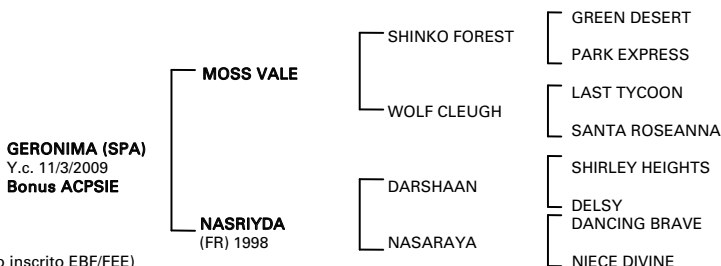 GREEN DESERT
SHINKO FOREST
PARK EXPRESS
MOSS VALE
LAST TYCOON
WOLF CLEUGH
SANTA ROSEANNA
GERONIMA (SPA)
Y.c. 11/3/2009
Bonus ACPSIE
SHIRLEY HEIGHTS
DARSHAAN
DELSY
NASRIYDA
(FR) 1998
DANCING BRAVE
NASARAYA
NIECE DIVINE
inscrito EBF/FEE)